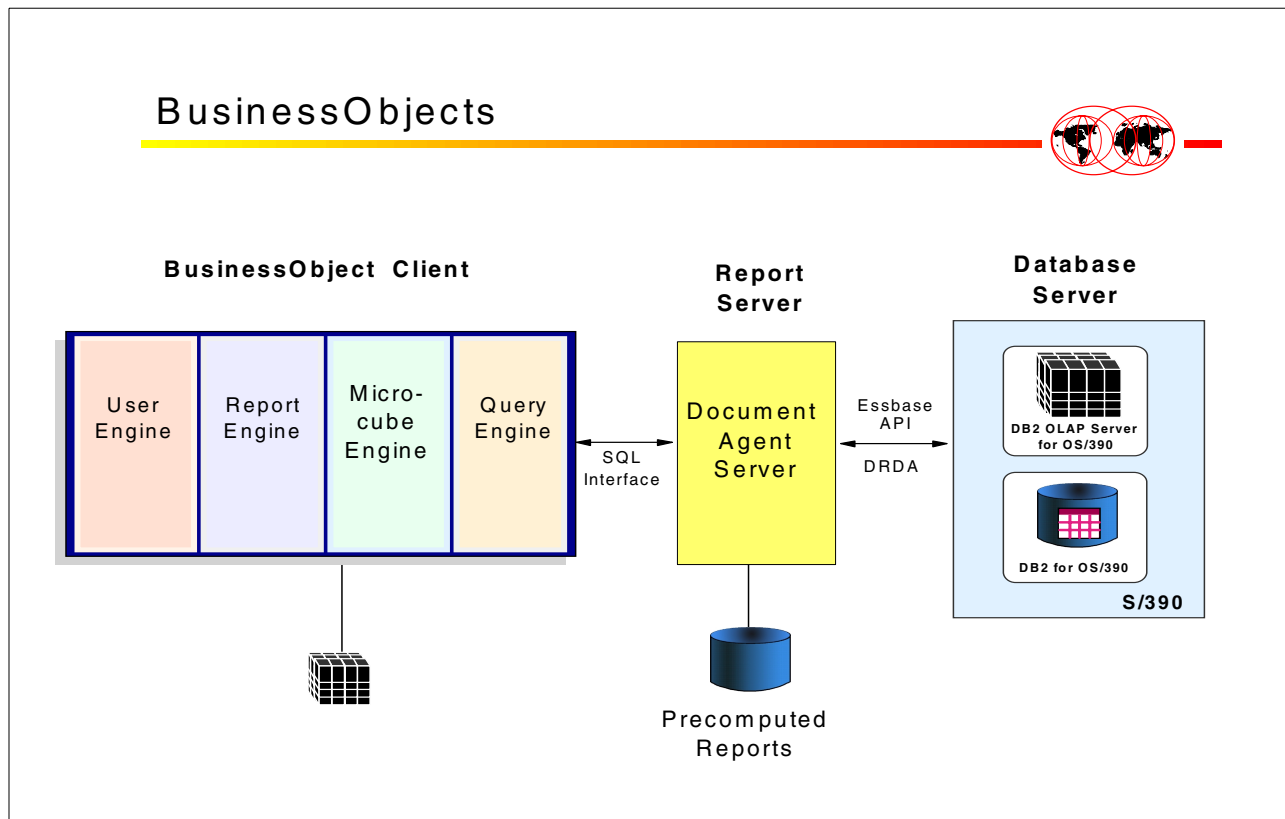 BusinessObjects
BusinessObject Client
User
Engine
Report
Engine
Micro-
cube
Engine
Query
Engine
SQL
Interface
Report
Server
Document
Agent
Server
Precomputed
Reports
Essbase
API
DRDA
Database
Server
DB2 OLAP Server
for OS/390
DB2 for OS/390
S/390